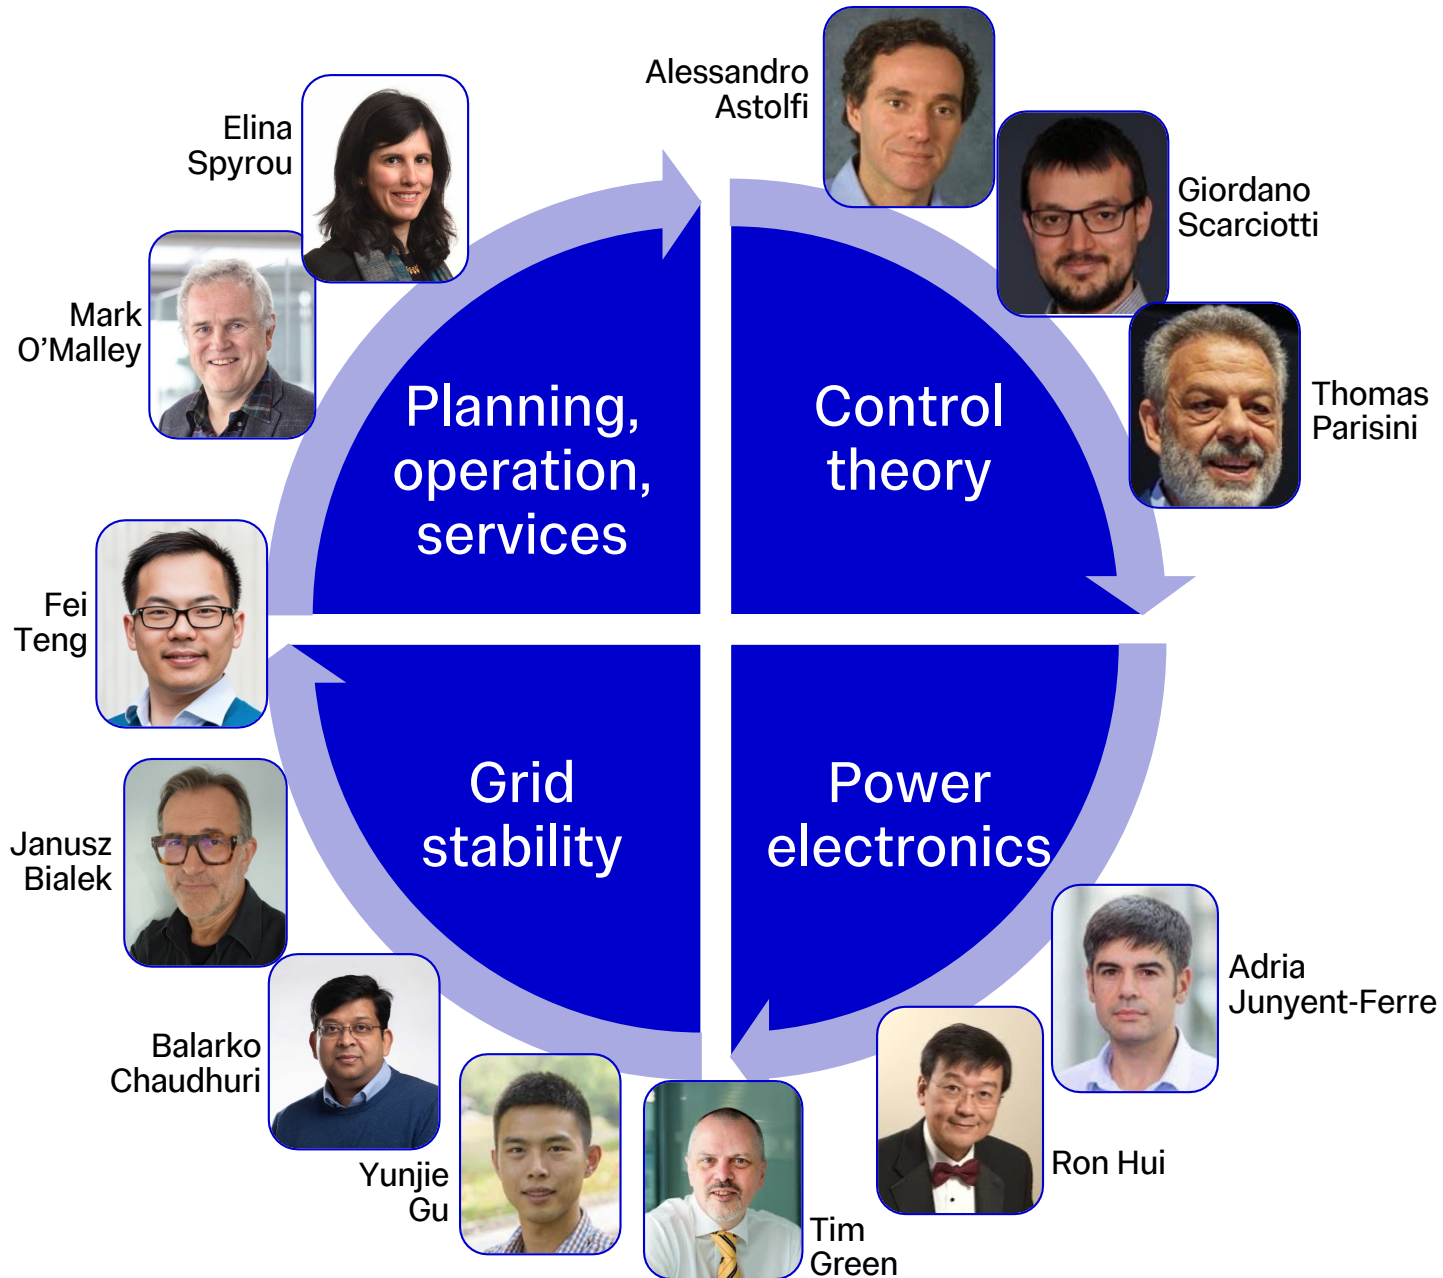 Alessandro
Astolfi
Elina
Spyrou
Giordano
Scarciotti
Mark
O’Malley
Thomas
Parisini
Planning,
operation,
services
Control
theory
Fei
Teng
Grid
stability
Power
electronics
Janusz
Bialek
Adria
Junyent-Ferre
Balarko
Chaudhuri
Ron Hui
Yunjie
Gu
Tim
Green